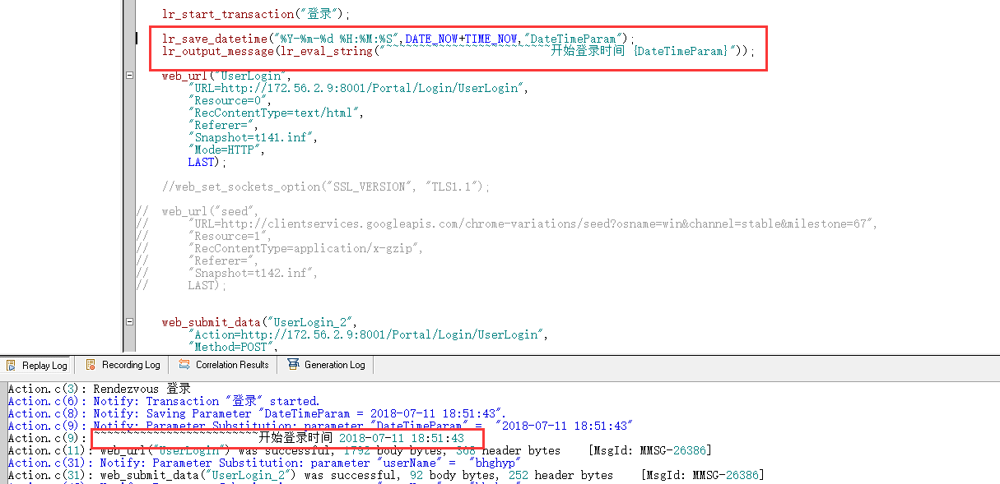 lr_start_transaction("登录");
lr_save_datetime("%Y-%m-%d %H:%M:%S",DATE_NOW+TIME_NOW,"DateTimeParam");
lr_output_message(lr_eval_string("~~~~~~~~~~~~~~~~~~~~~~~~~开始登录时间 {DateTimeParam}"));
web_url("UserLogin",
"URL=http://172.56.2.9:8001/Portal/Login/UserLogin",
"Resource=0",
"RecContentType=text/html",
"Referer=",
"Snapshot=t141.inf",
"Mode=HTTP",
LAST);
//web_set_sockets_option("SSL_VERSION", "TLS1.1");
// web_url("seed",
// "URL=http://clientservices.googleapis.com/chrome-variations/seed?osname=win&channel=stable&milestone=67",
// "Resource=1",
// "RecContentType=application/x-gzip",
// "Referer=",
// "Snapshot=t142.inf",
// LAST);
web_submit_data("UserLogin_2",
"Action=http://172.56.2.9:8001/Portal/Login/UserLogin",
"Method=POST",
Replay Log Recording Log Correlation Results Generation Log
Action.c(3): Rendezvous 登录
Action.c(6): Notify: Transaction "登录" started.
Action.c(8): Notify: Saving Parameter "DateTimeParam = 2018-07-11 18:51:43".
Action.c(9): Notify: Parameter Substitution: parameter "DateTimeParam" = "2018-07-11 18:51:43"
Action.c(9): ~~~~~~~~~~~~~~~~~~~~~~~~~开始登录时间 2018-07-11 18:51:43
Action.c(11): web_url("UserLogin") was successful, 1792 body bytes, 368 header bytes [MsgId: MMSG-26386]
Action.c(31): Notify: Parameter Substitution: parameter "userName" = "bhghyp"
Action.c(31): web_submit_data("UserLogin_2") was successful, 92 body bytes, 252 header bytes [MsgId: MMSG-26386]